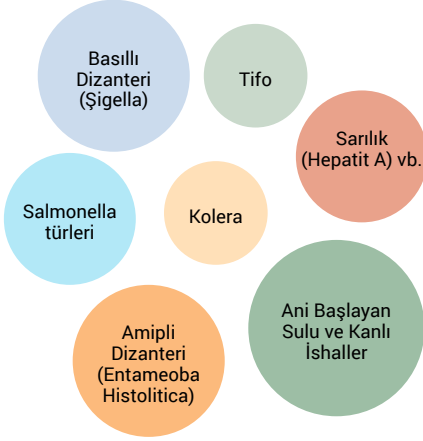 Basıllı
Dizanteri
(Şigella)
Tifo
Sarılık
(Hepatit A) vb.
Salmonella
türleri
Kolera
Ani Başlayan
Sulu ve Kanlı
İshaller
Amipli
Dizanteri
(Entameoba
Histolitica)